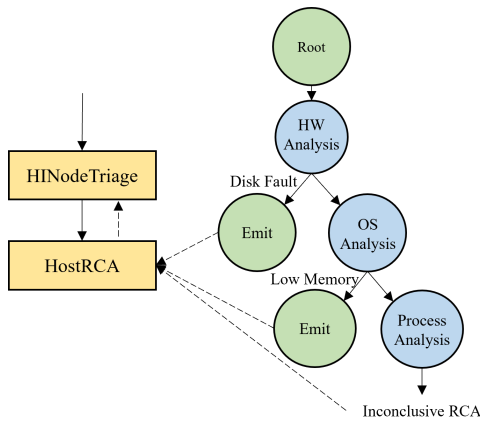 Root
HW
Analysis
Disk Fault
HINodeTriage
Emit
OS
Analysis
HostRCA
Low Memory
Emit
Process
Analysis
Inconclusive RCA